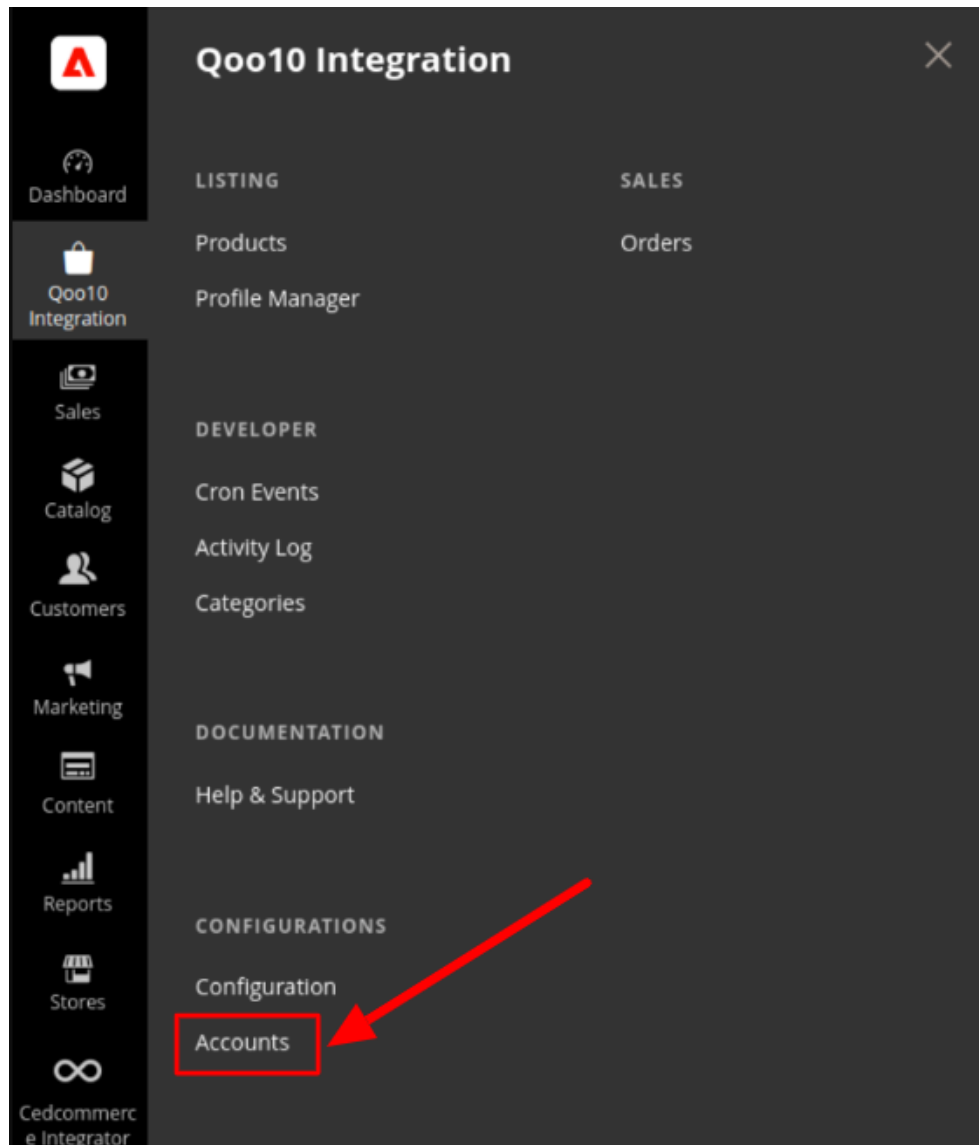 Qoo10 Integration
Dashboard
Qoo10
Integration
Sales
Catalog
Customers
Marketing
Content
Reports
Stores
Cedcommerc
e Integrator
LISTING
Products
Profile Manager
SALES
Orders
DEVELOPER
Cron Events
Activity Log
Categories
DOCUMENTATION
Help & Support
CONFIGURATIONS
Configuration
Accounts